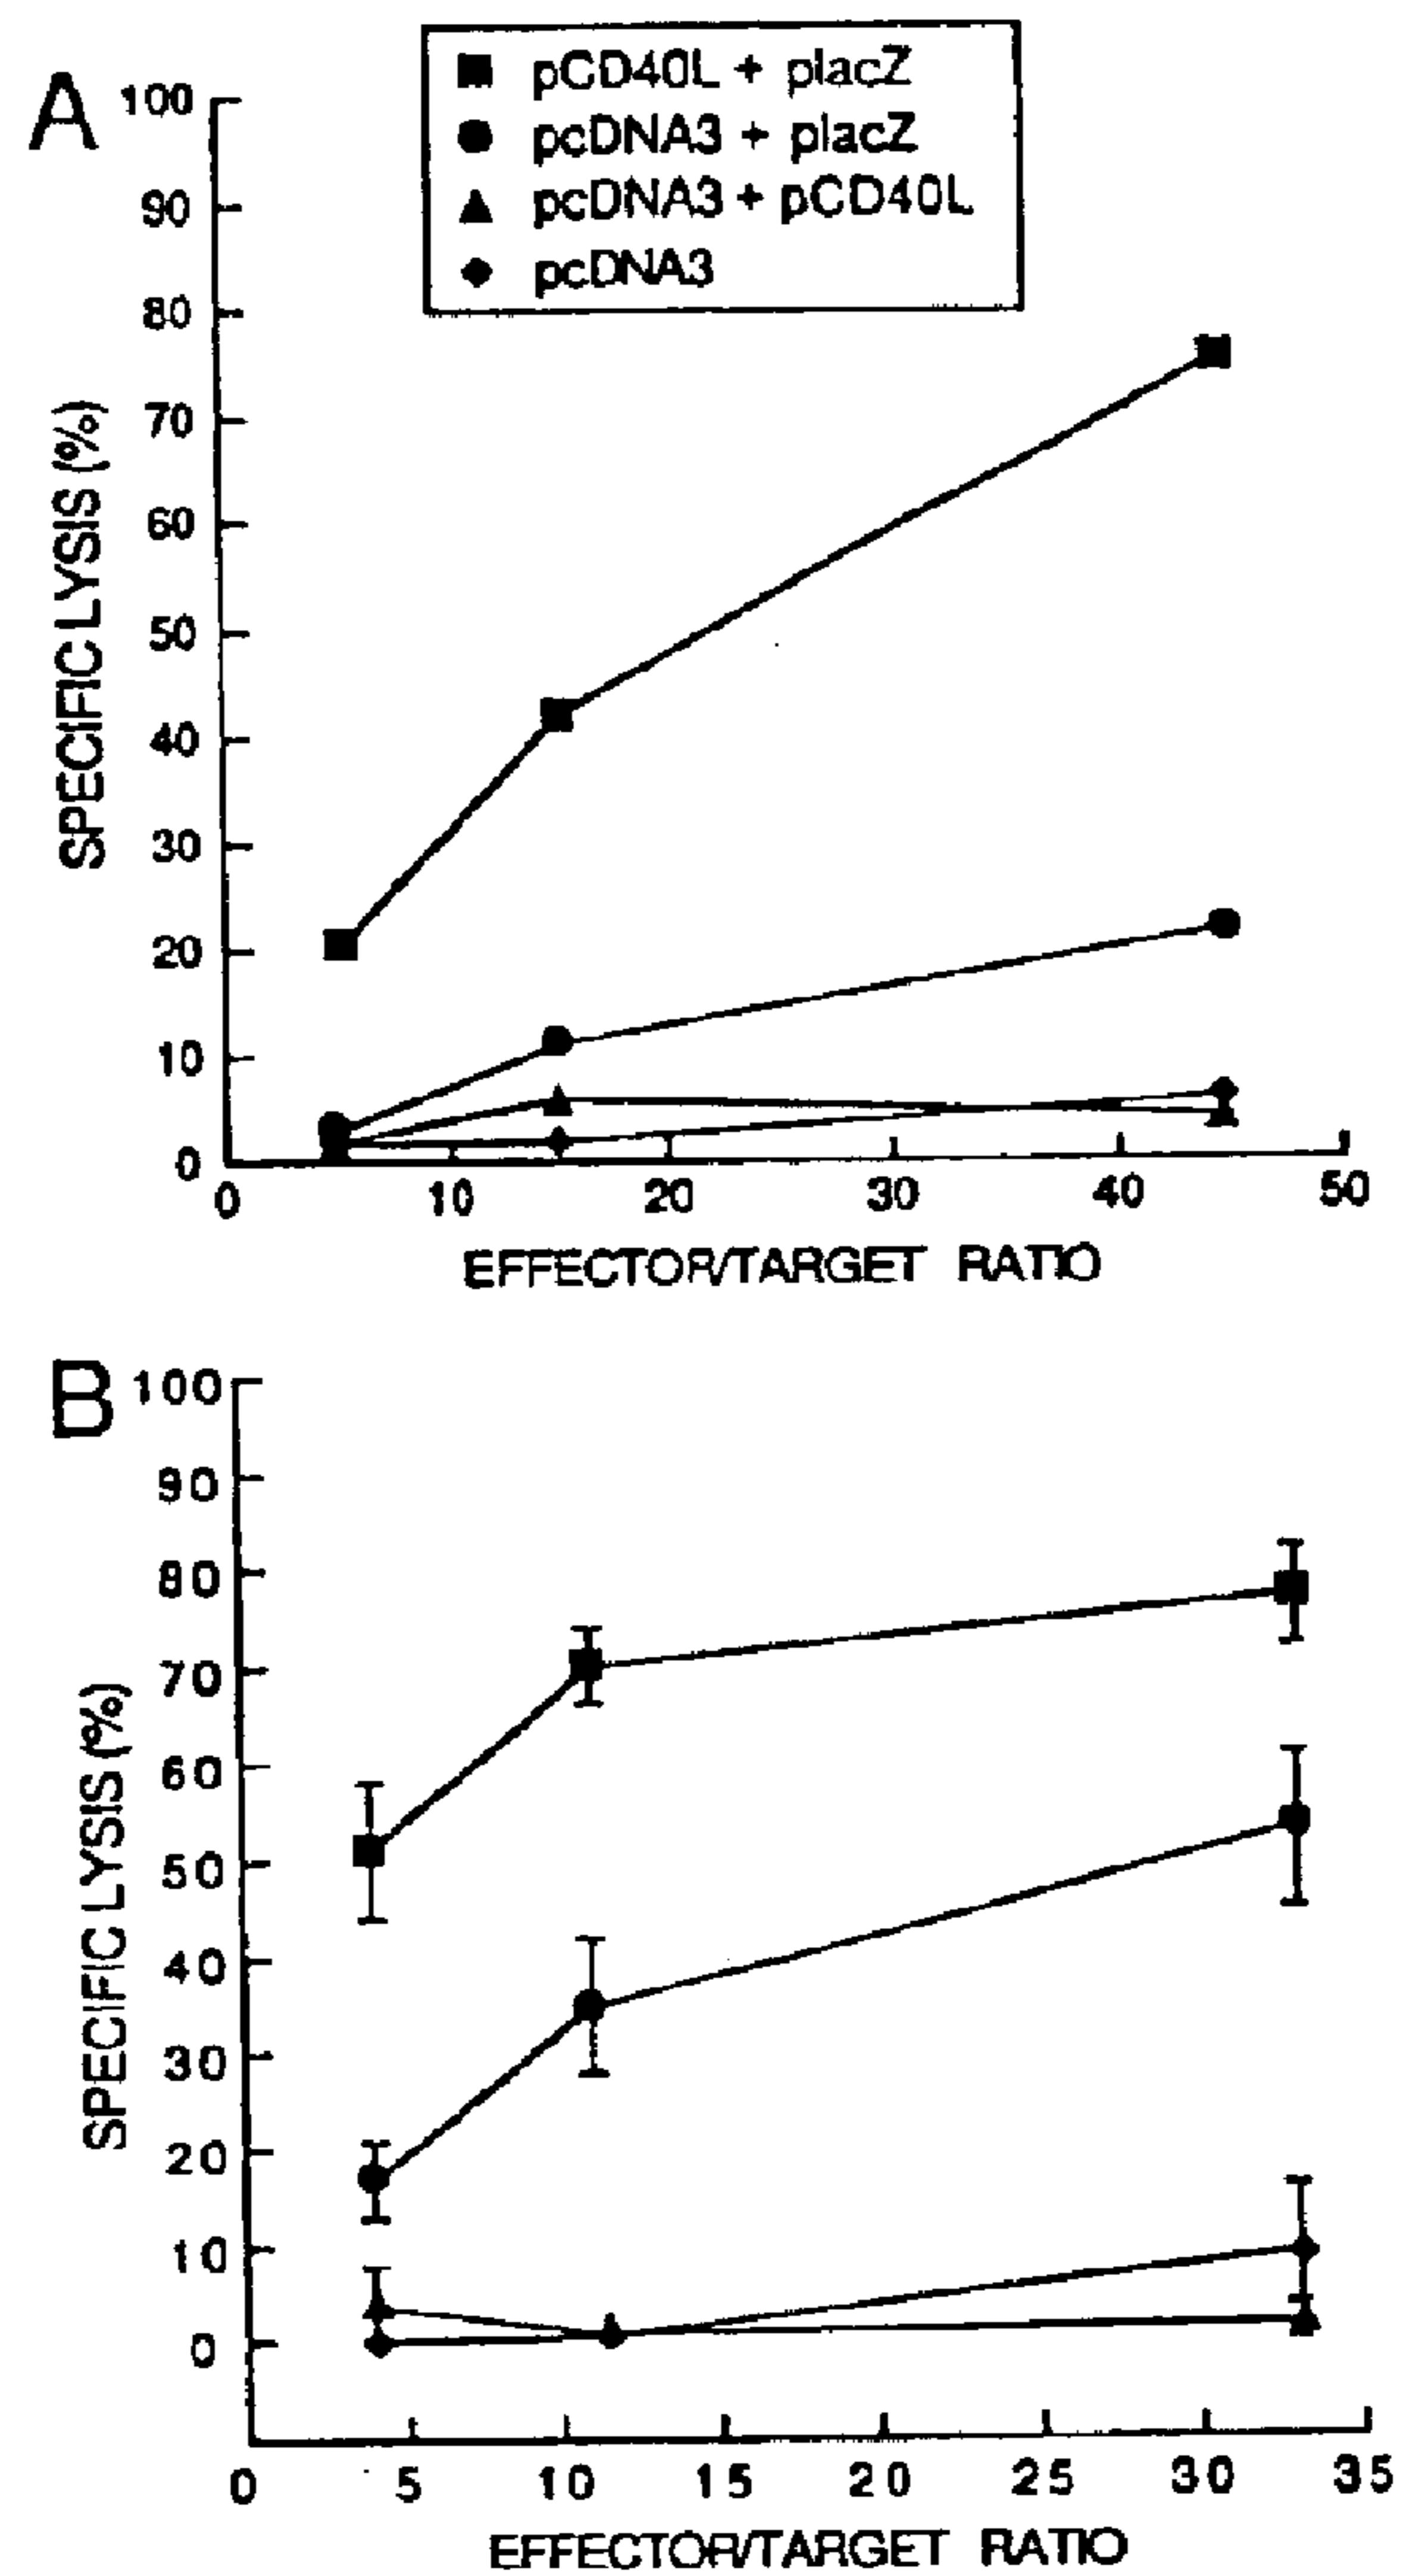 A
pCD40L + placZ
pcDNA3 + placZ
pcDNA3 + pCD40L
pcDNA3
100
90
80
70
60
50
40
30
20
10
0
SPECIFIC LYSIS (%)
0 10 20 30 40 50
EFFECTOR/TARGET RATIO
B
100
90
80
70
60
50
40
30
20
10
0
SPECIFIC LYSIS (%)
0 5 10 15 20 25 30 35
EFFECTOR/TARGET RATIO